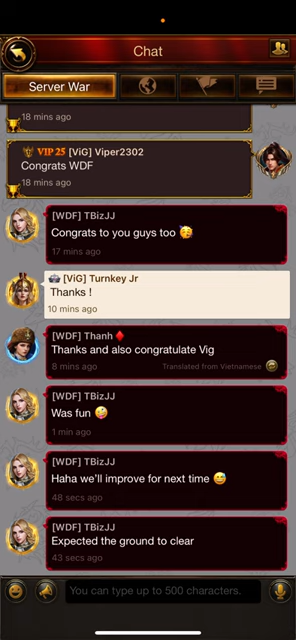 Chat
Server War
18 mins ago
VIP 25 [ViG] Viper2302
Congrats WDF
18 mins ago
[WDF] TBizJJ
Congrats to you guys too 🥳
17 mins ago
[ViG] Turnkey Jr
Thanks !
10 mins ago
[WDF] Thanh♦️
Thanks and also congratulate Vig
8 mins ago
Translated from Vietnamese
[WDF] TBizJJ
Was fun 🤪
1 min ago
[WDF] TBizJJ
Haha we'll improve for next time 😅
48 secs ago
[WDF] TBizJJ
Expected the ground to clear
43 secs ago
You can type up to 500 characters.